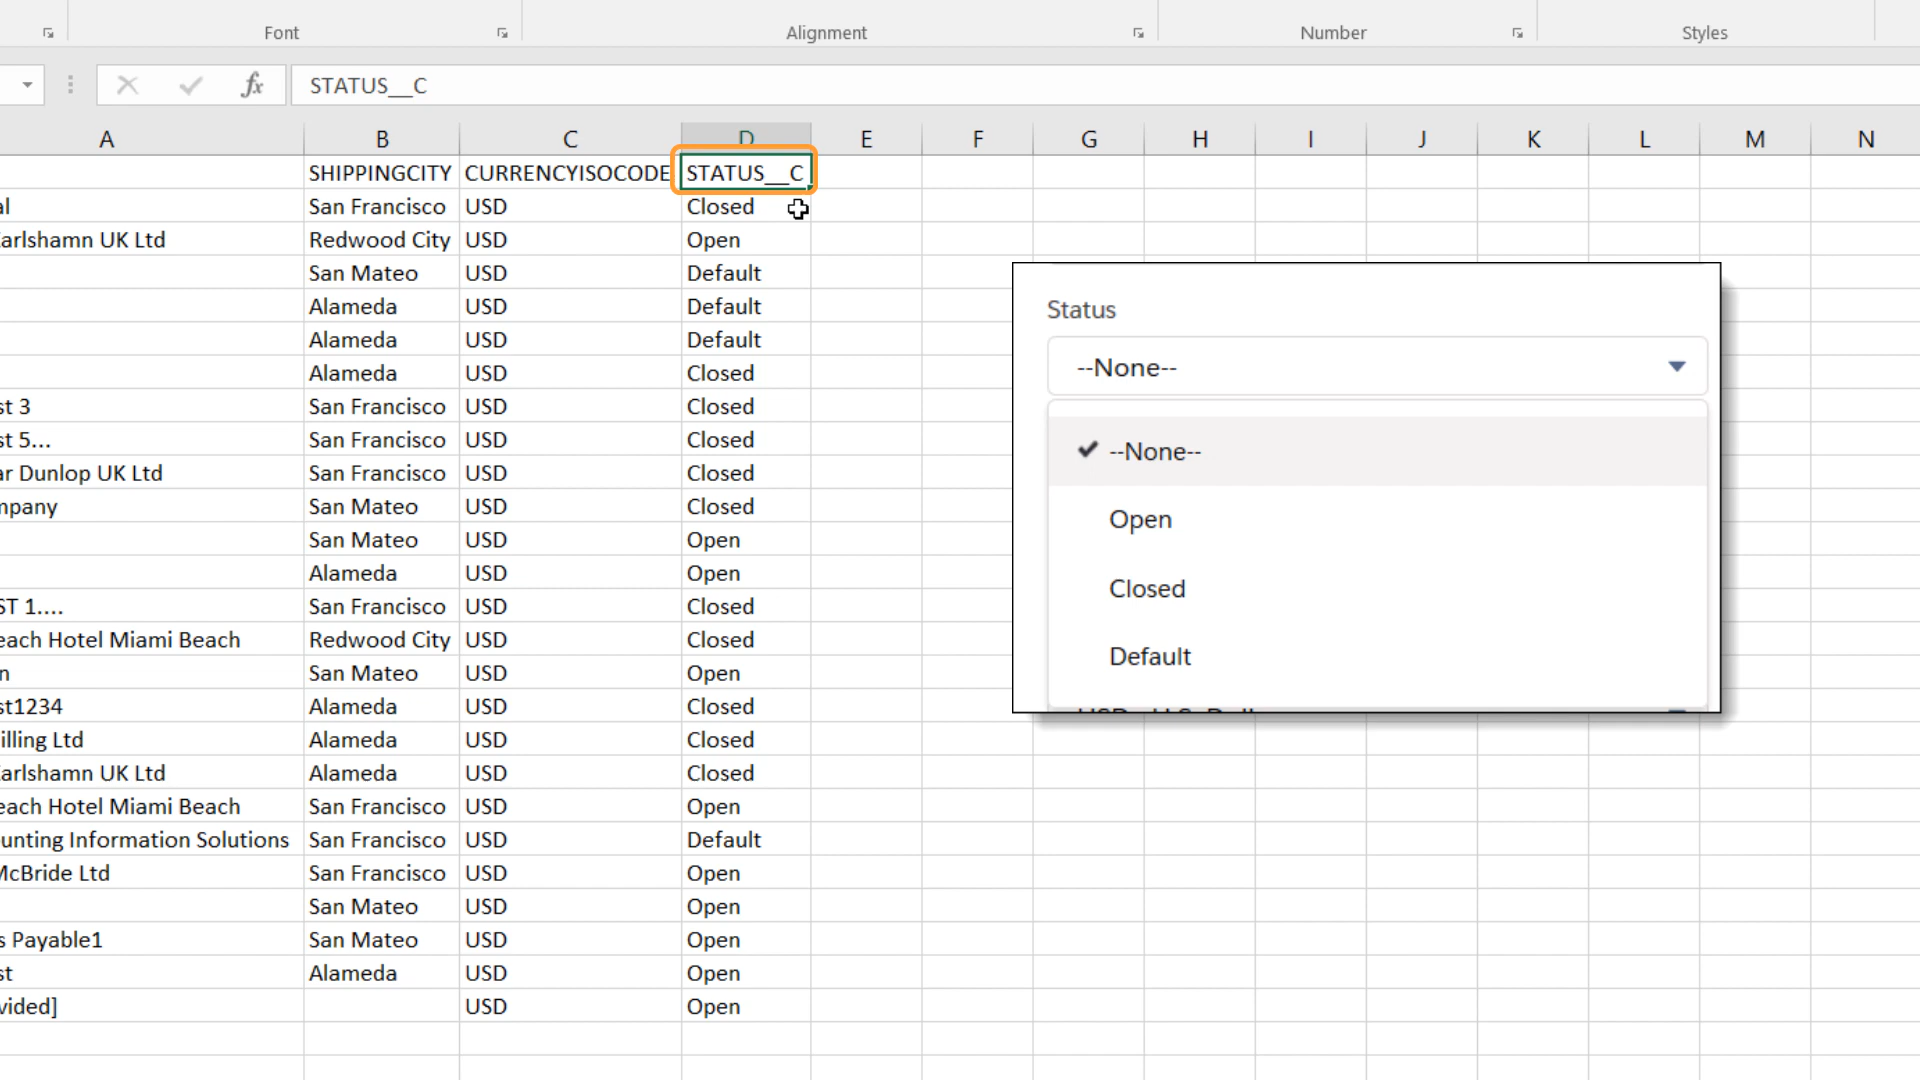 Font Alignment Number Styles
fx STATUS__C
A B C D E F G H I J K L M N
SHIPPINGCITY CURRENCYISOCODE STATUS__C
al San Francisco USD Closed
arlshamn UK Ltd Redwood City USD Open
San Mateo USD Default
Alameda USD Default
Alameda USD Default
Alameda USD Closed
st 3 San Francisco USD Closed
st 5... San Francisco USD Closed
ar Dunlop UK Ltd San Francisco USD Closed
mpany San Mateo USD Closed
San Mateo USD Open
Alameda USD Open
ST 1.... San Francisco USD Closed
each Hotel Miami Beach Redwood City USD Closed
n San Mateo USD Open
st1234 Alameda USD Closed
illing Ltd Alameda USD Closed
arlshamn UK Ltd Alameda USD Closed
each Hotel Miami Beach San Francisco USD Open
unting Information Solutions San Francisco USD Default
McBride Ltd San Francisco USD Open
San Mateo USD Open
s Payable1 San Mateo USD Open
st Alameda USD Open
vided] USD Open
Status
--None--
--None--
Open
Closed
Default